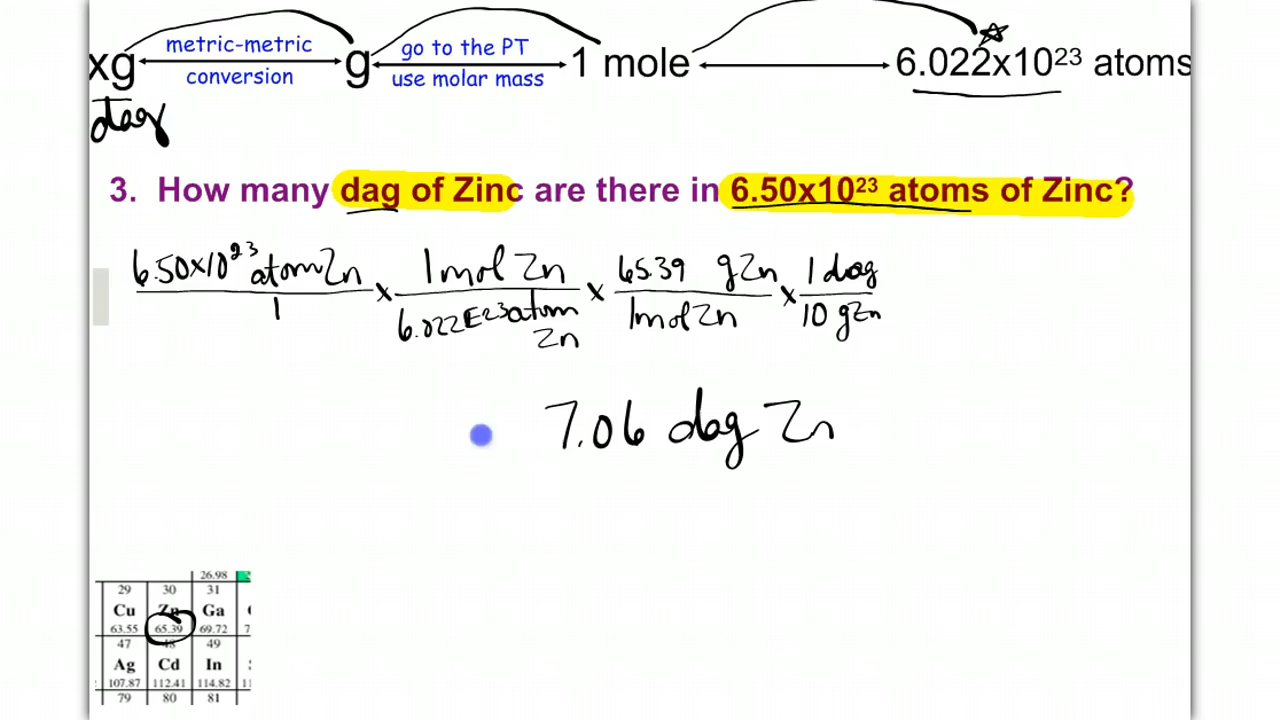 metric-metric
conversion
go to the PT
use molar mass
xg g 1 mole 6.022x10²³ atoms
dag
3. How many dag of Zinc are there in 6.50x10²³ atoms of Zinc?
6.50x10²³ atom Zn x 1 mol Zn x 65.39 g Zn x 1 dag
1 6.022E23 atom Zn 1 mol Zn 10 g Zn
7.06 dag Zn
26.98
29 30 31
Cu Zn Ga
63.55 65.39 69.72 7
47 48 49
Ag Cd In
107.87 112.41 114.82 11
79 80 81